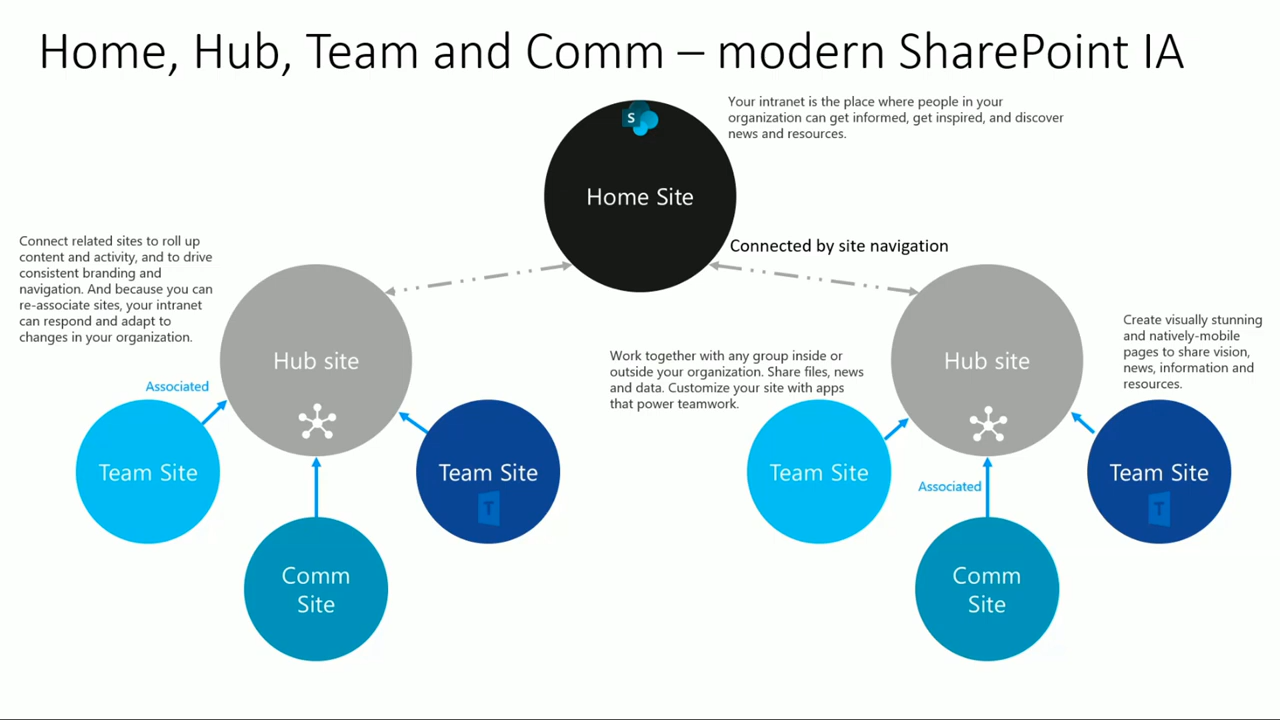 Home, Hub, Team and Comm – modern SharePoint IA
Your intranet is the place where people in your
organization can get informed, get inspired, and discover
news and resources.
S
Home Site
Connected by site navigation
Connect related sites to roll up
content and activity, and to drive
consistent branding and
navigation. And because you can
re-associate sites, your intranet
can respond and adapt to
changes in your organization.
Hub site
Associated
Team Site
Team Site
T
Comm
Site
Work together with any group inside or
outside your organization. Share files, news
and data. Customize your site with apps
that power teamwork.
Hub site
Create visually stunning
and natively-mobile
pages to share vision,
news, information and
resources.
Team Site
Associated
Team Site
T
Comm
Site